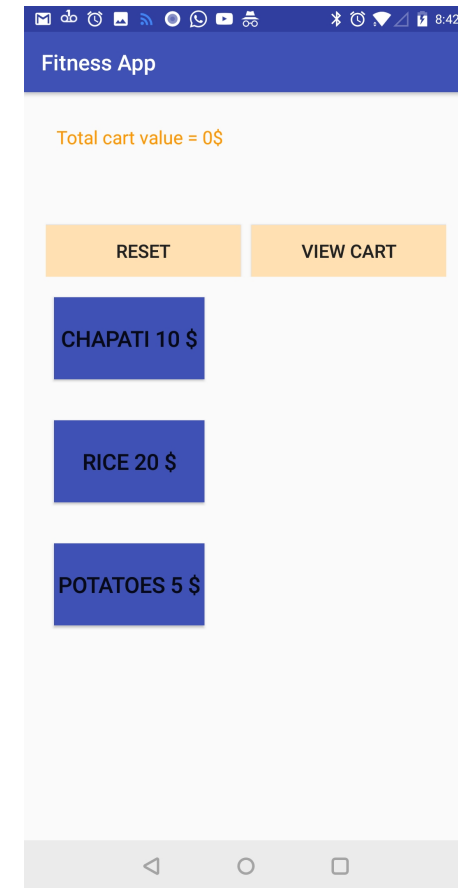 8:42
Fitness App
Total cart value = 0$
RESET
VIEW CART
CHAPATI 10 $
RICE 20 $
POTATOES 5 $